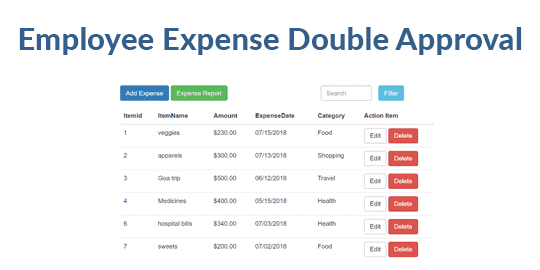 Employee Expense Double Approval
Add Expense Expense Report Search Filter
ItemId ItemName Amount ExpenseDate Category Action Item
1 veggies $230.00 07/15/2018 Food Edit Delete
2 apparels $300.00 07/13/2018 Shopping Edit Delete
3 Goa trip $500.00 06/12/2018 Travel Edit Delete
4 Medicines $400.00 05/15/2018 Health Edit Delete
6 hospital bills $340.00 07/03/2018 Health Edit Delete
7 sweets $200.00 07/02/2018 Food Edit Delete